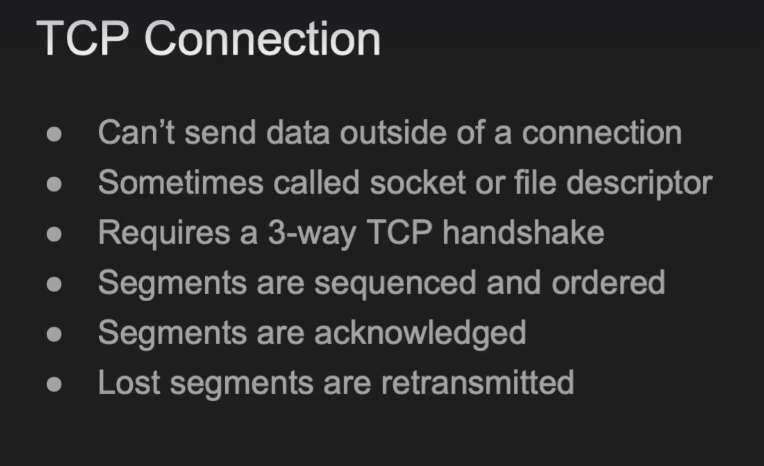 TCP Connection
● Can’t send data outside of a connection
● Sometimes called socket or file descriptor
● Requires a 3-way TCP handshake
● Segments are sequenced and ordered
● Segments are acknowledged
● Lost segments are retransmitted